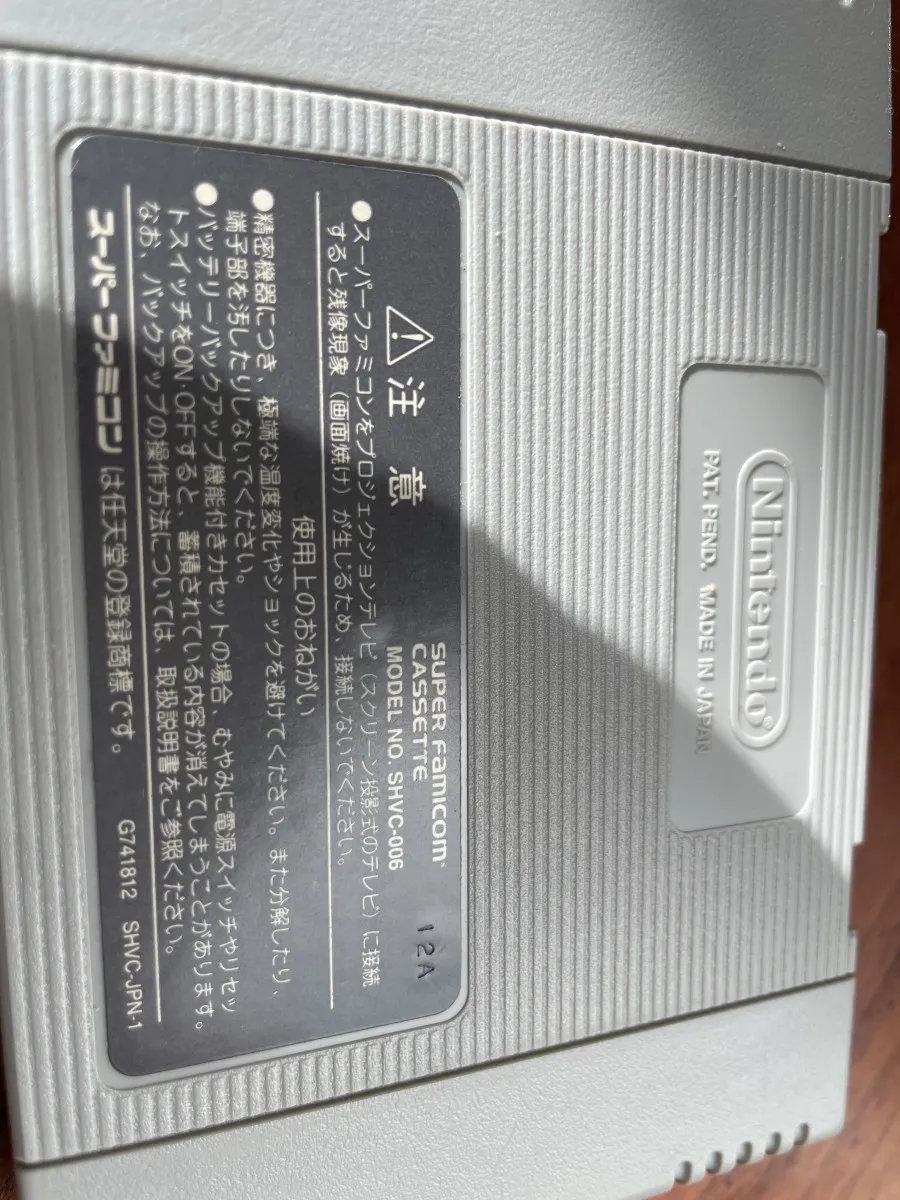 Nintendo®
PAT. PEND. MADE IN JAPAN
SUPER FAMICOM®
CASSETTE
MODEL NO. SHVC-006
12A
⚠注意
●スーパーファミコンをプロジェクションテレビ(スクリーン投影式のテレビ)に接続
すると残像現象(画面焼け)が生じるため、接続しないでください。
使用上のおねがい
●精密機器につき、極端な温度変化やショックを避けてください。また分解したり、
端子部を汚したりしないでください。
●バッテリーバックアップ機能付きカセットの場合、むやみに電源スイッチやリセッ
トスイッチをON・OFFすると、蓄積されている内容が消えてしまうことがあります。
なお、バックアップの操作方法については、取扱説明書をご参照ください。
スーパーファミコンは任天堂の登録商標です。
G741812 SHVC-JPN-1